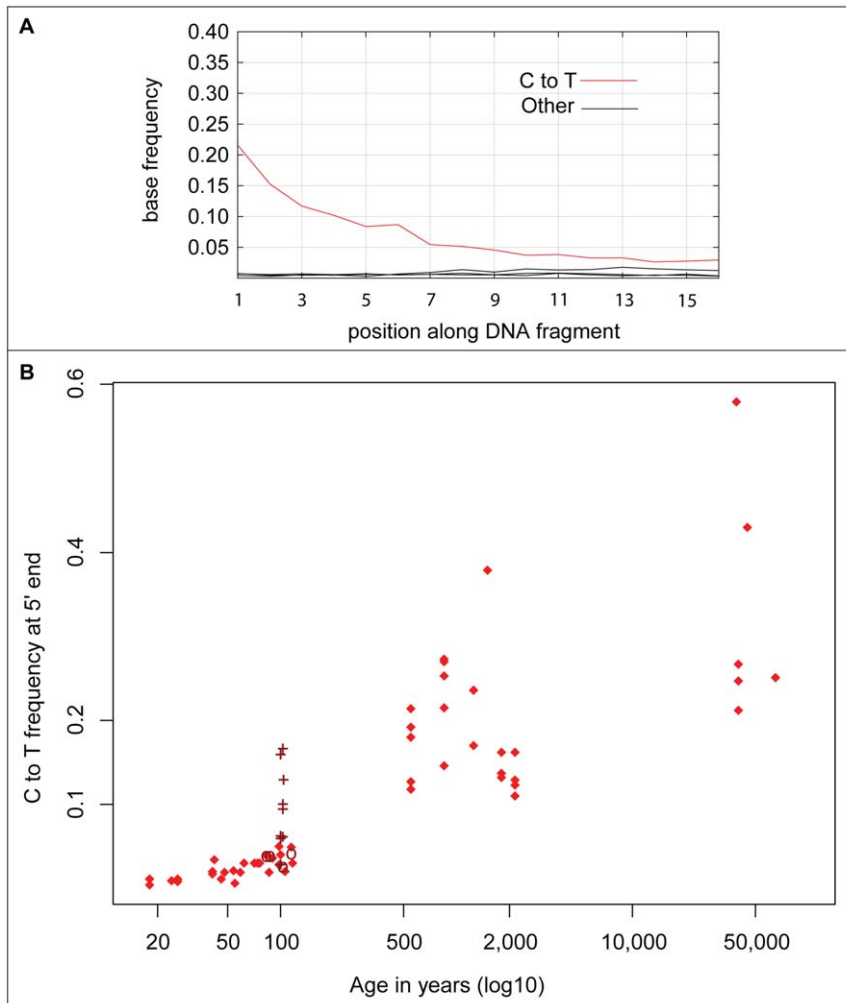 A
0.40
0.35
0.30
0.25
0.20
0.15
0.10
0.05
base frequency
C to T
Other
1 3 5 7 9 11 13 15
position along DNA fragment
B
0.6
0.4
0.2
0.1
C to T frequency at 5' end
20 50 100 500 2,000 10,000 50,000
Age in years (log10)